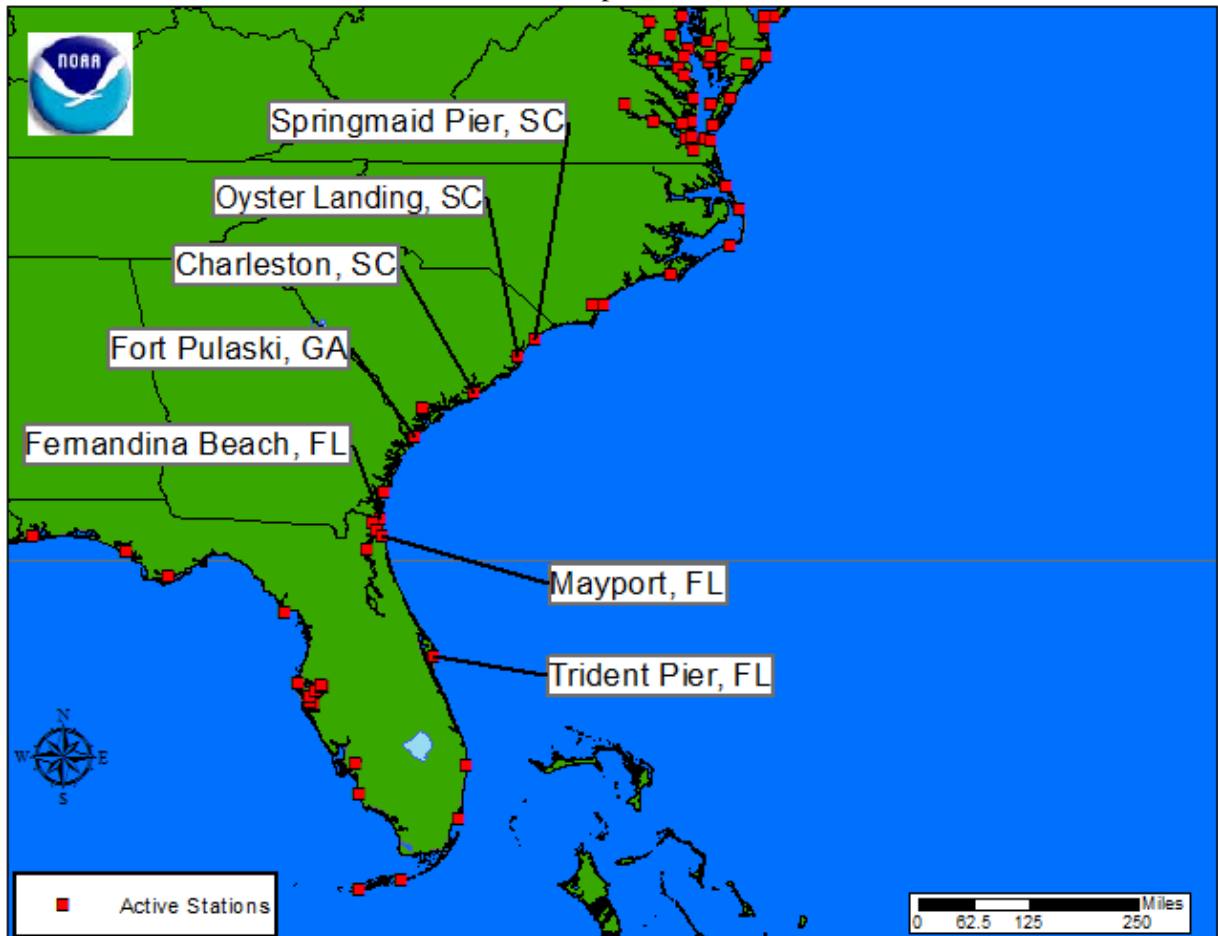 NOAA
Springmaid Pier, SC
Oyster Landing, SC
Charleston, SC
Fort Pulaski, GA
Fernandina Beach, FL
Mayport, FL
Trident Pier, FL
N
W E
S
Active Stations
Miles
0 62.5 125 250